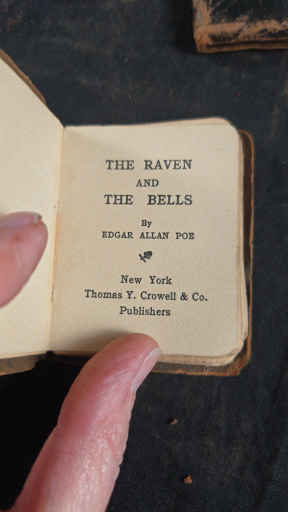 THE RAVEN
AND
THE BELLS
By
EDGAR ALLAN POE
New York
Thomas Y. Crowell & Co.
Publishers